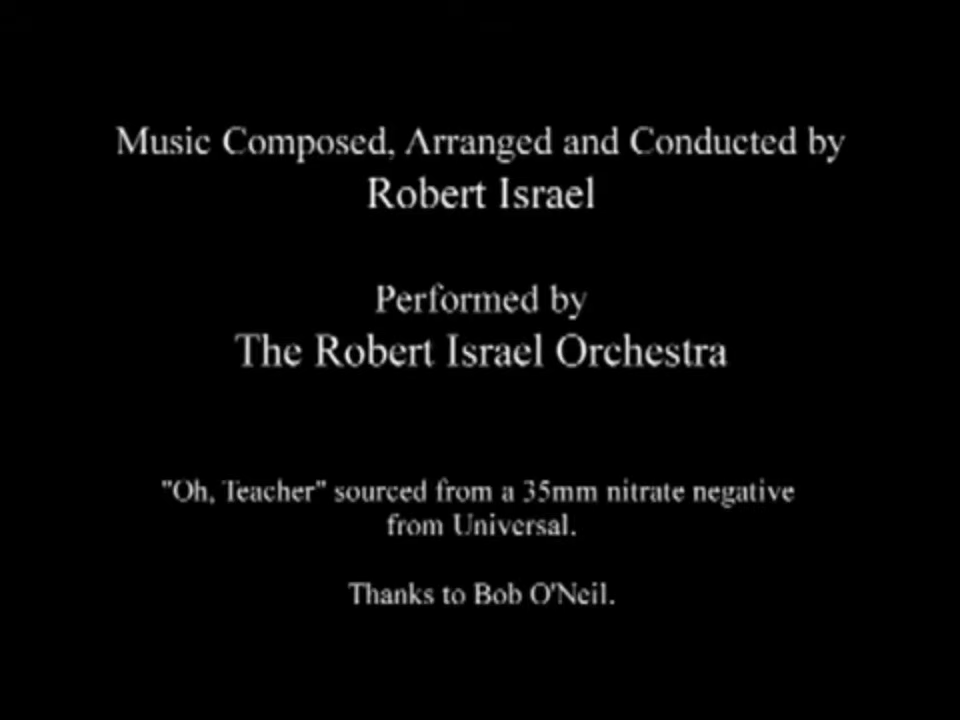 Music Composed, Arranged and Conducted by
Robert Israel
Performed by
The Robert Israel Orchestra
"Oh, Teacher" sourced from a 35mm nitrate negative
from Universal.
Thanks to Bob O'Neil.